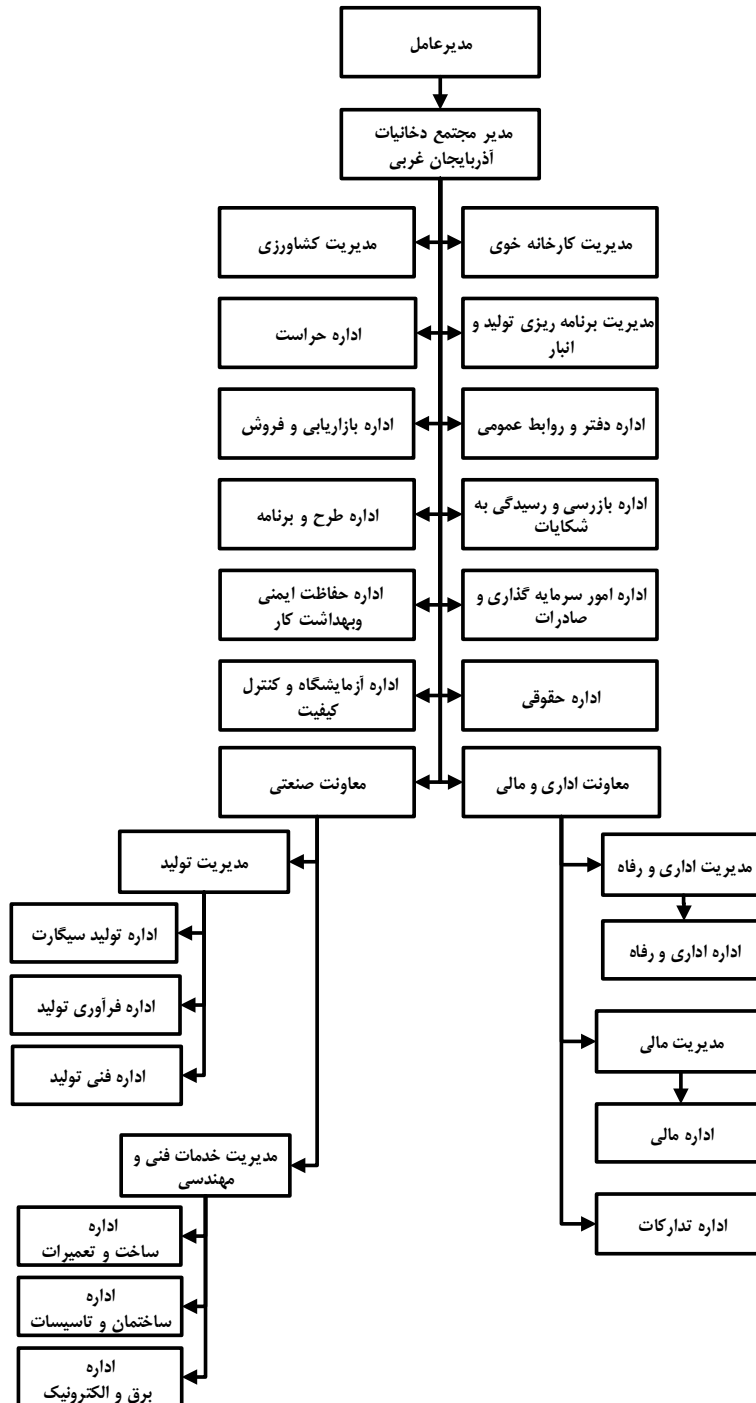 مدیرعامل
مدیر مجتمع دخانیات
آذربایجان غربی
مدیریت کارخانه خوی
مدیریت کشاورزی
مدیریت برنامه ریزی تولید و
انبار
اداره حراست
اداره دفتر و روابط عمومی
اداره بازاریابی و فروش
اداره بازرسی و رسیدگی به
شکایات
اداره طرح و برنامه
اداره امور سرمایه گذاری و
صادرات
اداره حفاظت ایمنی
وبهداشت کار
اداره حقوقی
اداره آزمایشگاه و کنترل
کیفیت
معاونت اداری و مالی
معاونت صنعتی
مدیریت اداری و رفاه
اداره اداری و رفاه
مدیریت مالی
اداره مالی
اداره تدارکات
مدیریت تولید
اداره تولید سیگارت
اداره فرآوری تولید
اداره فنی تولید
مدیریت خدمات فنی و
مهندسی
اداره
ساخت و تعمیرات
اداره
ساختمان و تاسیسات
اداره
برق و الکترونیک